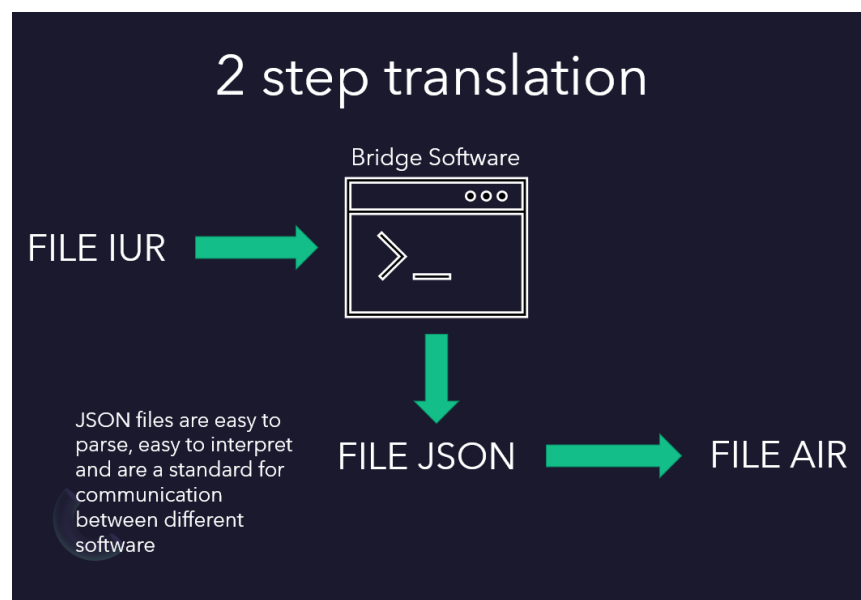 2 step translation
Bridge Software
FILE IUR
JSON files are easy to
parse, easy to interpret
and are a standard for
communication
between different
software
FILE JSON
FILE AIR